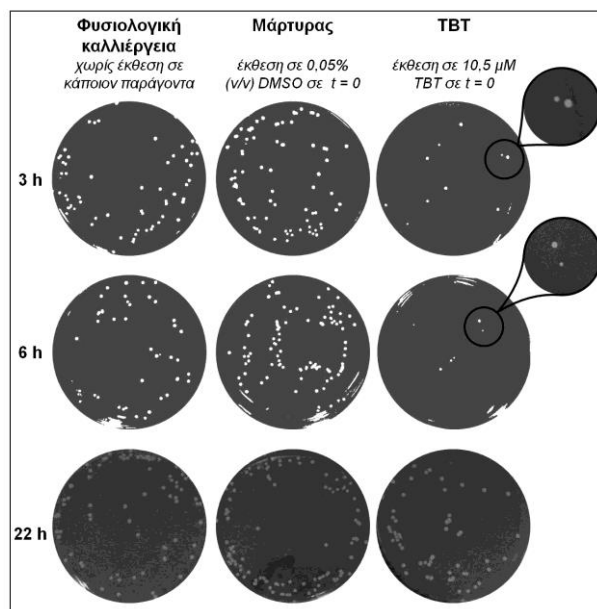 Φυσιολογική
καλλιέργεια
χωρίς έκθεση σε
κάποιον παράγοντα
Μάρτυρας
έκθεση σε 0,05%
(v/v) DMSO σε t = 0
TBT
έκθεση σε 10,5 μM
TBT σε t = 0
3 h
6 h
22 h